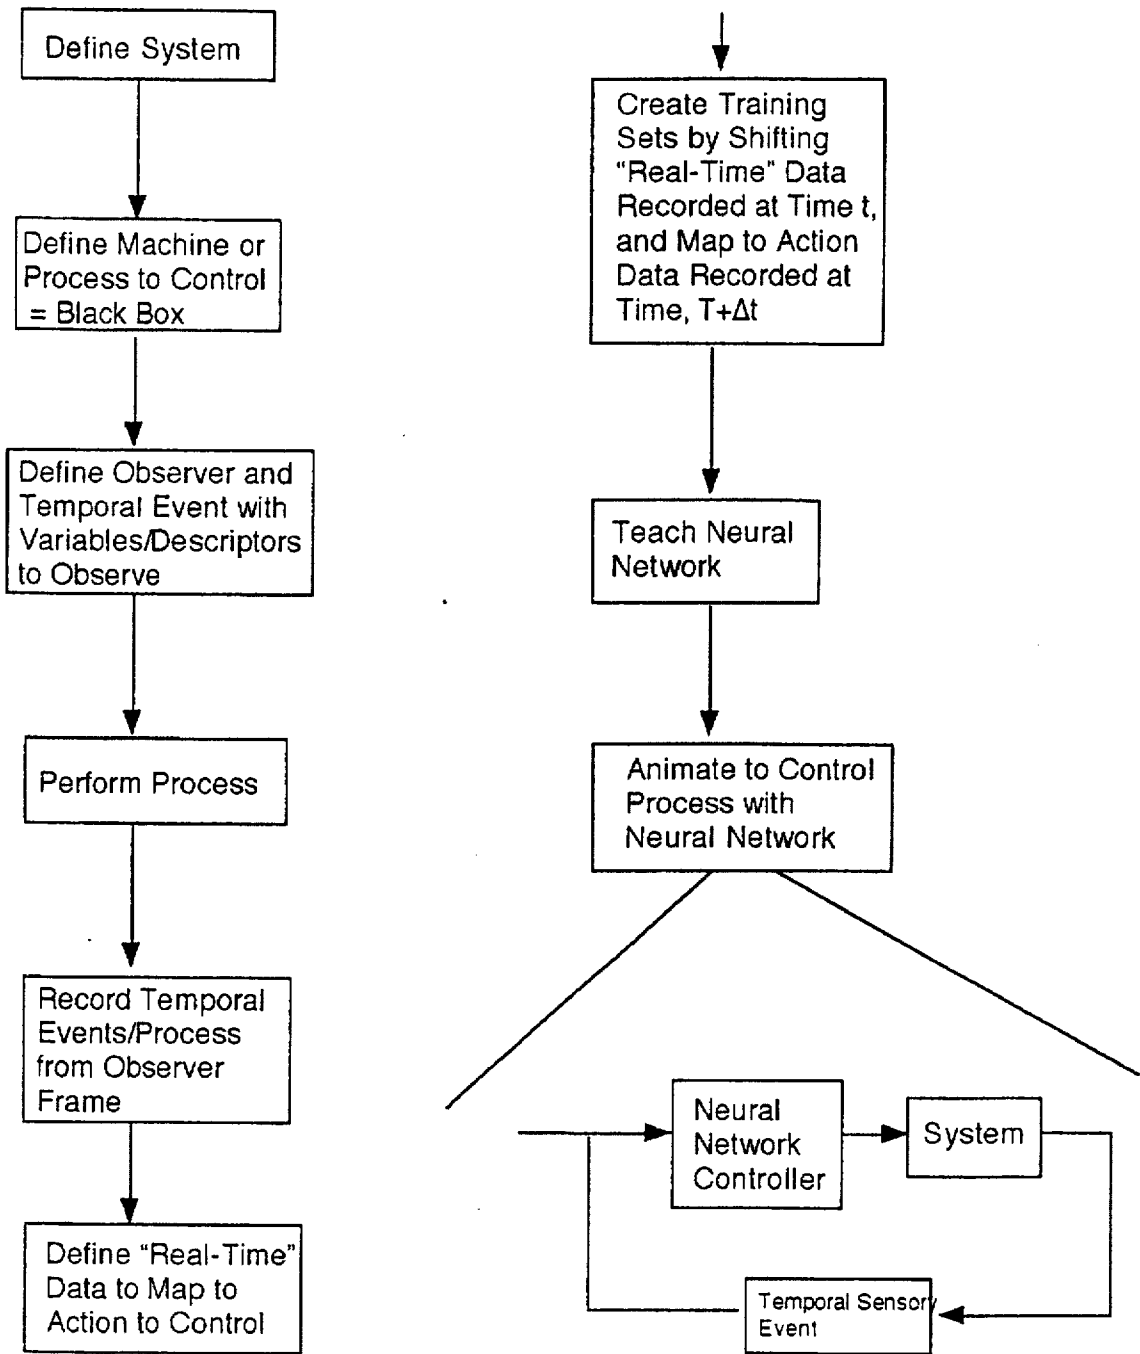 Define System
Define Machine or
Process to Control
= Black Box
Define Observer and
Temporal Event with
Variables/Descriptors
to Observe
Perform Process
Record Temporal
Events/Process
from Observer
Frame
Define “Real-Time”
Data to Map to
Action to Control
Create Training
Sets by Shifting
“Real-Time” Data
Recorded at Time t,
and Map to Action
Data Recorded at
Time, T+Δt
Teach Neural
Network
Animate to Control
Process with
Neural Network
Neural
Network
Controller
System
Temporal Sensory
Event